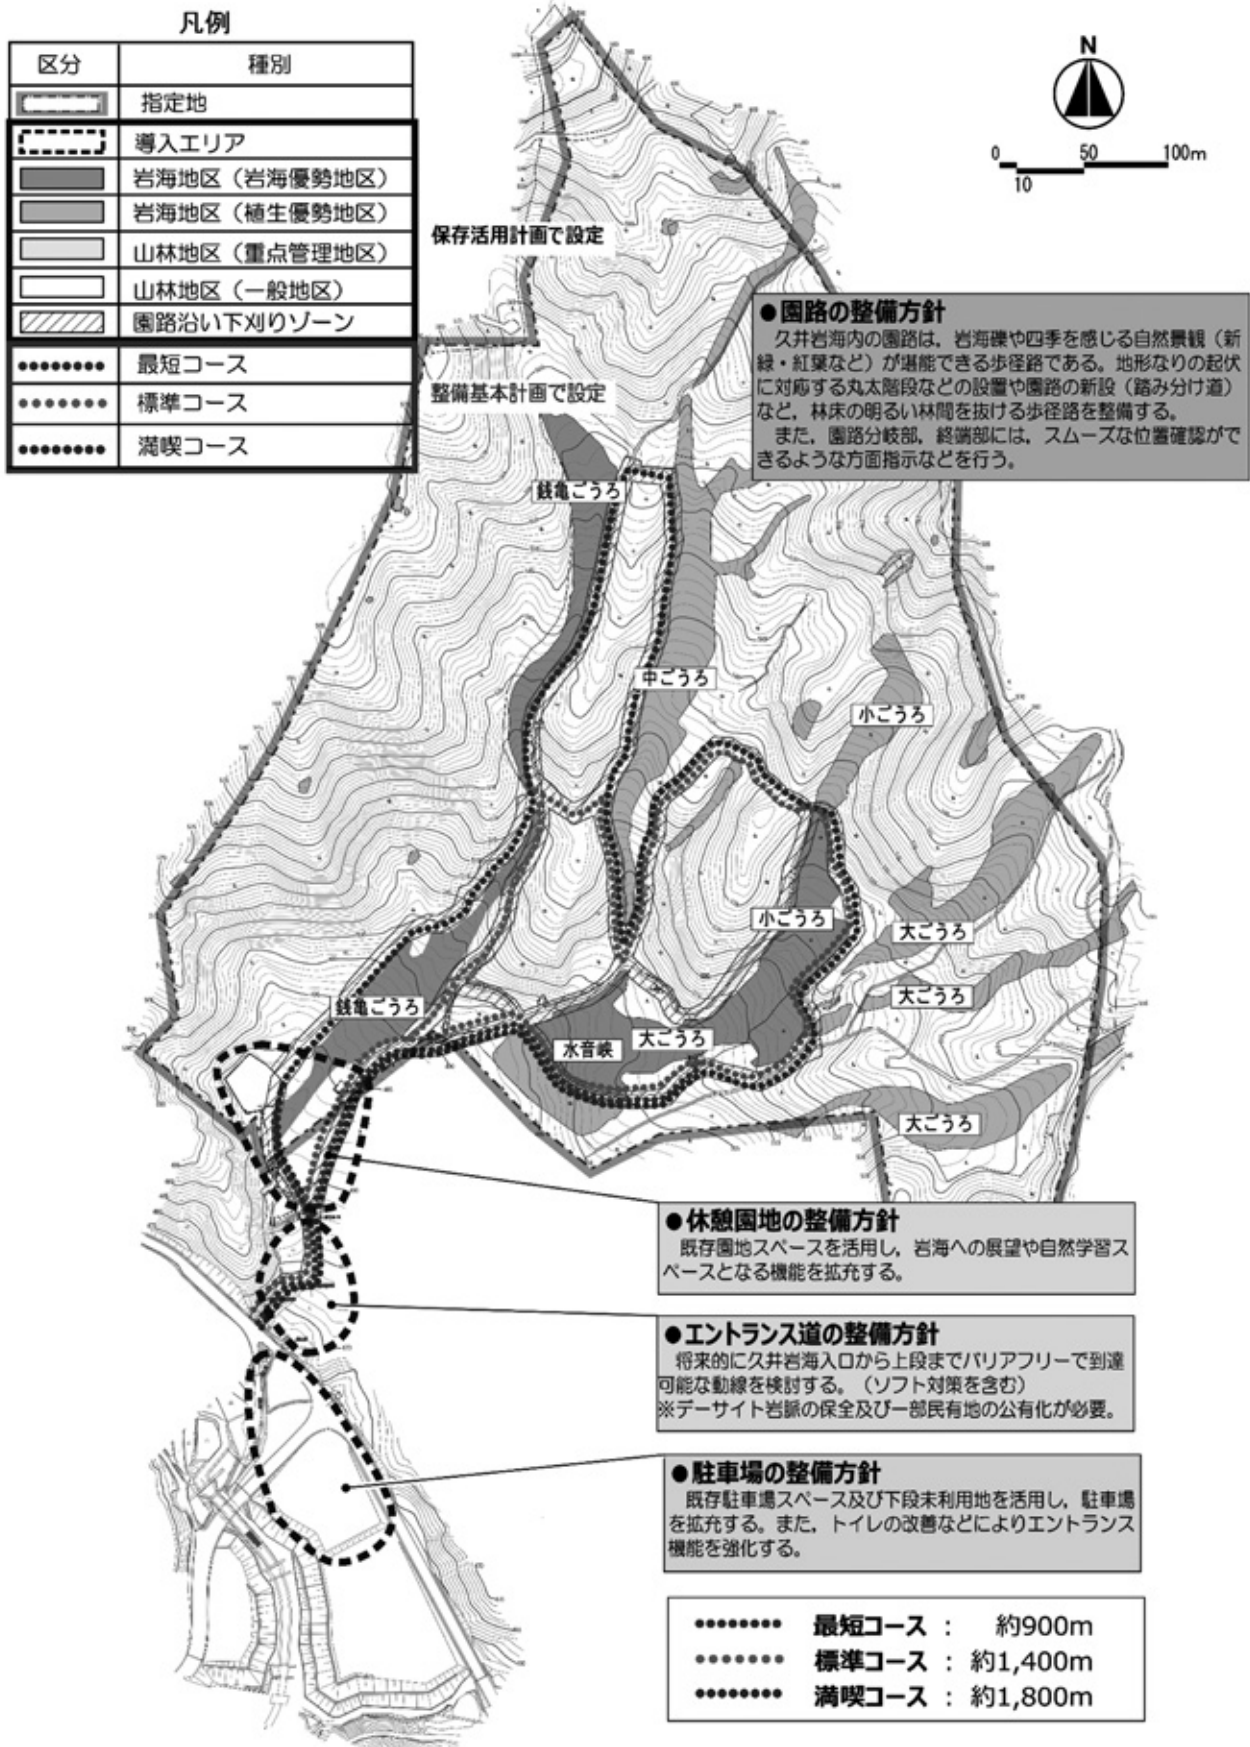 凡例
区分 種別
指定地
導入エリア
岩海地区（岩海優勢地区）
岩海地区（植生優勢地区）
山林地区（重点管理地区）
山林地区（一般地区）
園路沿い下刈りゾーン
最短コース
標準コース
満喫コース
保存活用計画で設定
整備基本計画で設定
N
0 50 100m
10
●園路の整備方針
久井岩海内の園路は，岩海礫や四季を感じる自然景観（新
緑・紅葉など）が堪能できる歩径路である。地形なりの起伏
に対応する丸太階段などの設置や園路の新設（踏み分け道）
など，林床の明るい林間を抜ける歩径路を整備する。
また，園路分岐部，終端部には，スムーズな位置確認がで
きるような方面指示などを行う。
銭亀ごうろ
中ごうろ
小ごうろ
小ごうろ
大ごうろ
大ごうろ
銭亀ごうろ
大ごうろ
水音峡
大ごうろ
●休憩園地の整備方針
既存園地スペースを活用し，岩海への展望や自然学習ス
ペースとなる機能を拡充する。
●エントランス道の整備方針
将来的に久井岩海入口から上段までバリアフリーで到達
可能な動線を検討する。（ソフト対策を含む）
※デーサイト岩脈の保全及び一部民有地の公有化が必要。
●駐車場の整備方針
既存駐車場スペース及び下段未利用地を活用し，駐車場
を拡充する。また，トイレの改善などによりエントランス
機能を強化する。
最短コース ： 約900m
標準コース ： 約1,400m
満喫コース ： 約1,800m